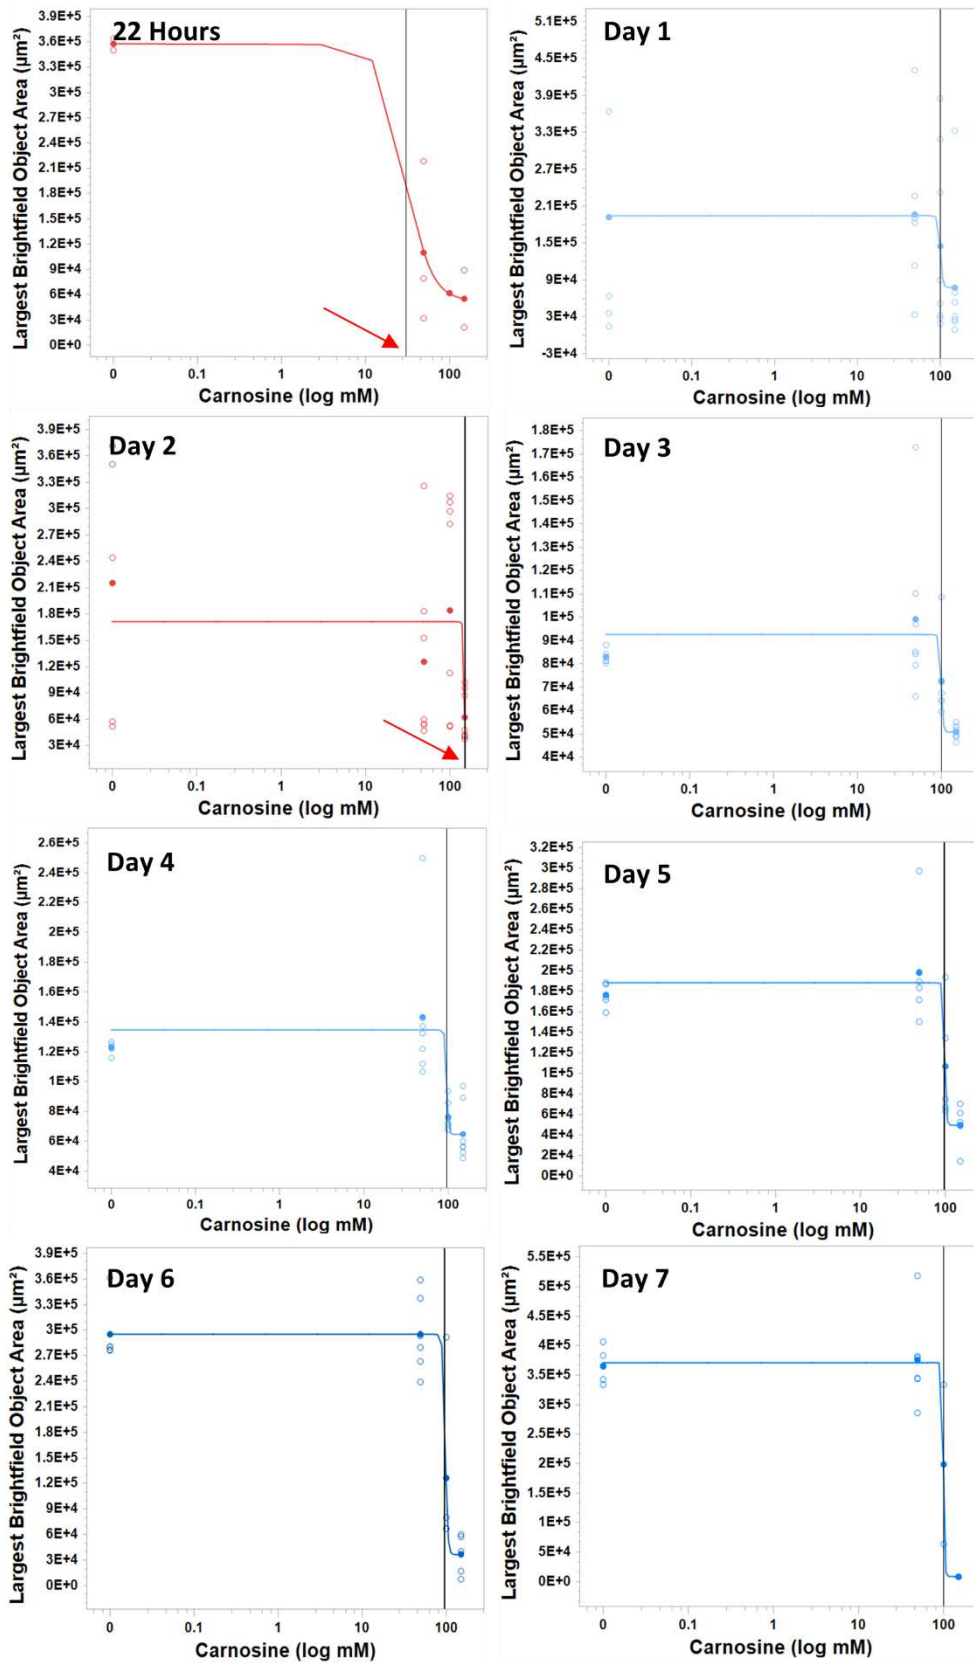 22 Hours
Largest Brightfield Object Area (µm²)
3.9E+5
3.6E+5
3.3E+5
3E+5
2.7E+5
2.4E+5
2.1E+5
1.8E+5
1.5E+5
1.2E+5
9E+4
6E+4
3E+4
0E+0
0 0.1 1 10 100
Carnosine (log mM)
Day 1
Largest Brightfield Object Area (µm²)
5.1E+5
4.5E+5
3.9E+5
3.3E+5
2.7E+5
2.1E+5
1.5E+5
9E+4
3E+4
-3E+4
0 0.1 1 10 100
Carnosine (log mM)
Day 2
Largest Brightfield Object Area (µm²)
3.9E+5
3.6E+5
3.3E+5
3E+5
2.7E+5
2.4E+5
2.1E+5
1.8E+5
1.5E+5
1.2E+5
9E+4
6E+4
3E+4
0 0.1 1 10 100
Carnosine (log mM)
Day 3
Largest Brightfield Object Area (µm²)
1.8E+5
1.7E+5
1.6E+5
1.5E+5
1.4E+5
1.3E+5
1.2E+5
1.1E+5
1E+5
9E+4
8E+4
7E+4
6E+4
5E+4
4E+4
0 0.1 1 10 100
Carnosine (log mM)
Day 4
Largest Brightfield Object Area (µm²)
2.6E+5
2.4E+5
2.2E+5
2E+5
1.8E+5
1.6E+5
1.4E+5
1.2E+5
1E+5
8E+4
6E+4
4E+4
0 0.1 1 10 100
Carnosine (log mM)
Day 5
Largest Brightfield Object Area (µm²)
3.2E+5
3E+5
2.8E+5
2.6E+5
2.4E+5
2.2E+5
2E+5
1.8E+5
1.6E+5
1.4E+5
1.2E+5
1E+5
8E+4
6E+4
4E+4
2E+4
0E+0
0 0.1 1 10 100
Carnosine (log mM)
Day 6
Largest Brightfield Object Area (µm²)
3.9E+5
3.6E+5
3.3E+5
3E+5
2.7E+5
2.4E+5
2.1E+5
1.8E+5
1.5E+5
1.2E+5
9E+4
6E+4
3E+4
0E+0
0 0.1 1 10 100
Carnosine (log mM)
Day 7
Largest Brightfield Object Area (µm²)
5.5E+5
5E+5
4.5E+5
4E+5
3.5E+5
3E+5
2.5E+5
2E+5
1.5E+5
1E+5
5E+4
0E+0
0 0.1 1 10 100
Carnosine (log mM)